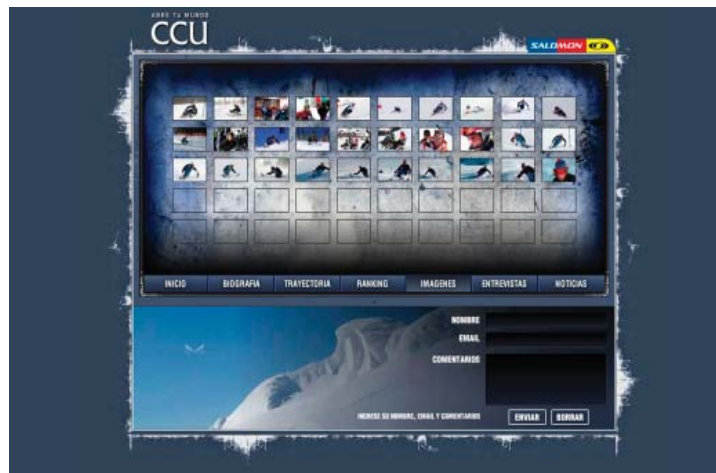 ABRE TU MUNDO
CCU
SALOMON
INICIO BIOGRAFIA TRAYECTORIA RANKING IMAGENES ENTREVISTAS NOTICIAS
NOMBRE
EMAIL
COMENTARIOS
INGRESE SU NOMBRE, EMAIL Y COMENTARIOS ENVIAR BORRAR